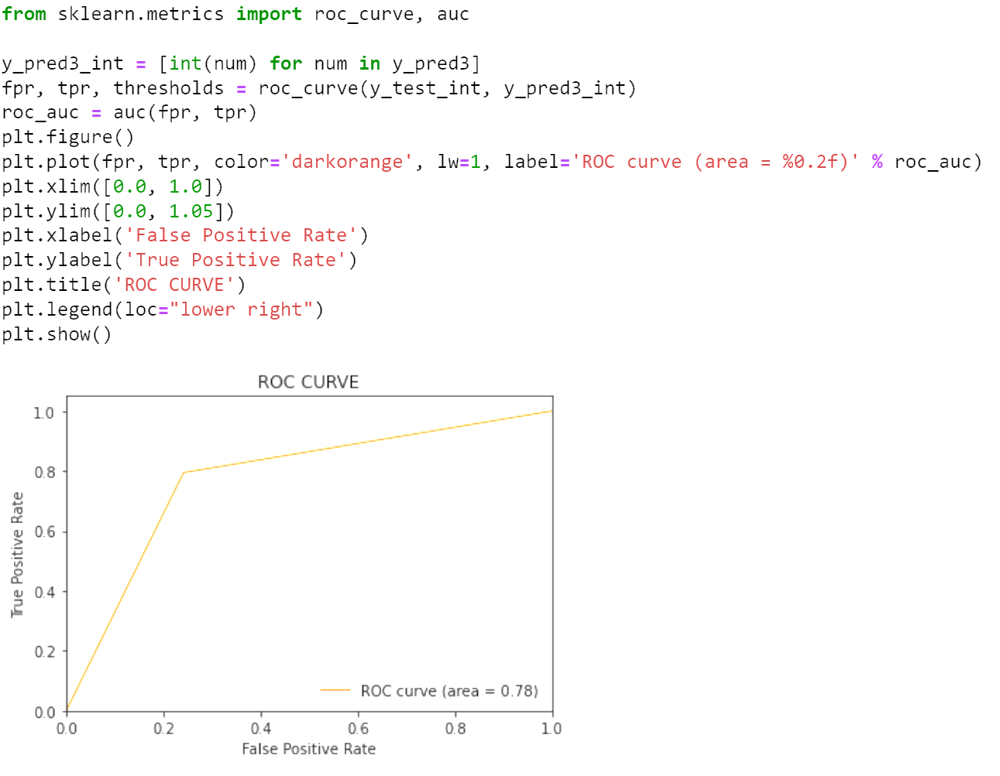 from sklearn.metrics import roc_curve, auc
y_pred3_int = [int(num) for num in y_pred3]
fpr, tpr, thresholds = roc_curve(y_test_int, y_pred3_int)
roc_auc = auc(fpr, tpr)
plt.figure()
plt.plot(fpr, tpr, color='darkorange', lw=1, label='ROC curve (area = %0.2f)' % roc_auc)
plt.xlim([0.0, 1.0])
plt.ylim([0.0, 1.05])
plt.xlabel('False Positive Rate')
plt.ylabel('True Positive Rate')
plt.title('ROC CURVE')
plt.legend(loc="lower right")
plt.show()
ROC CURVE
True Positive Rate
1.0
0.8
0.6
0.4
0.2
0.0
ROC curve (area = 0.78)
0.0 0.2 0.4 0.6 0.8 1.0
False Positive Rate